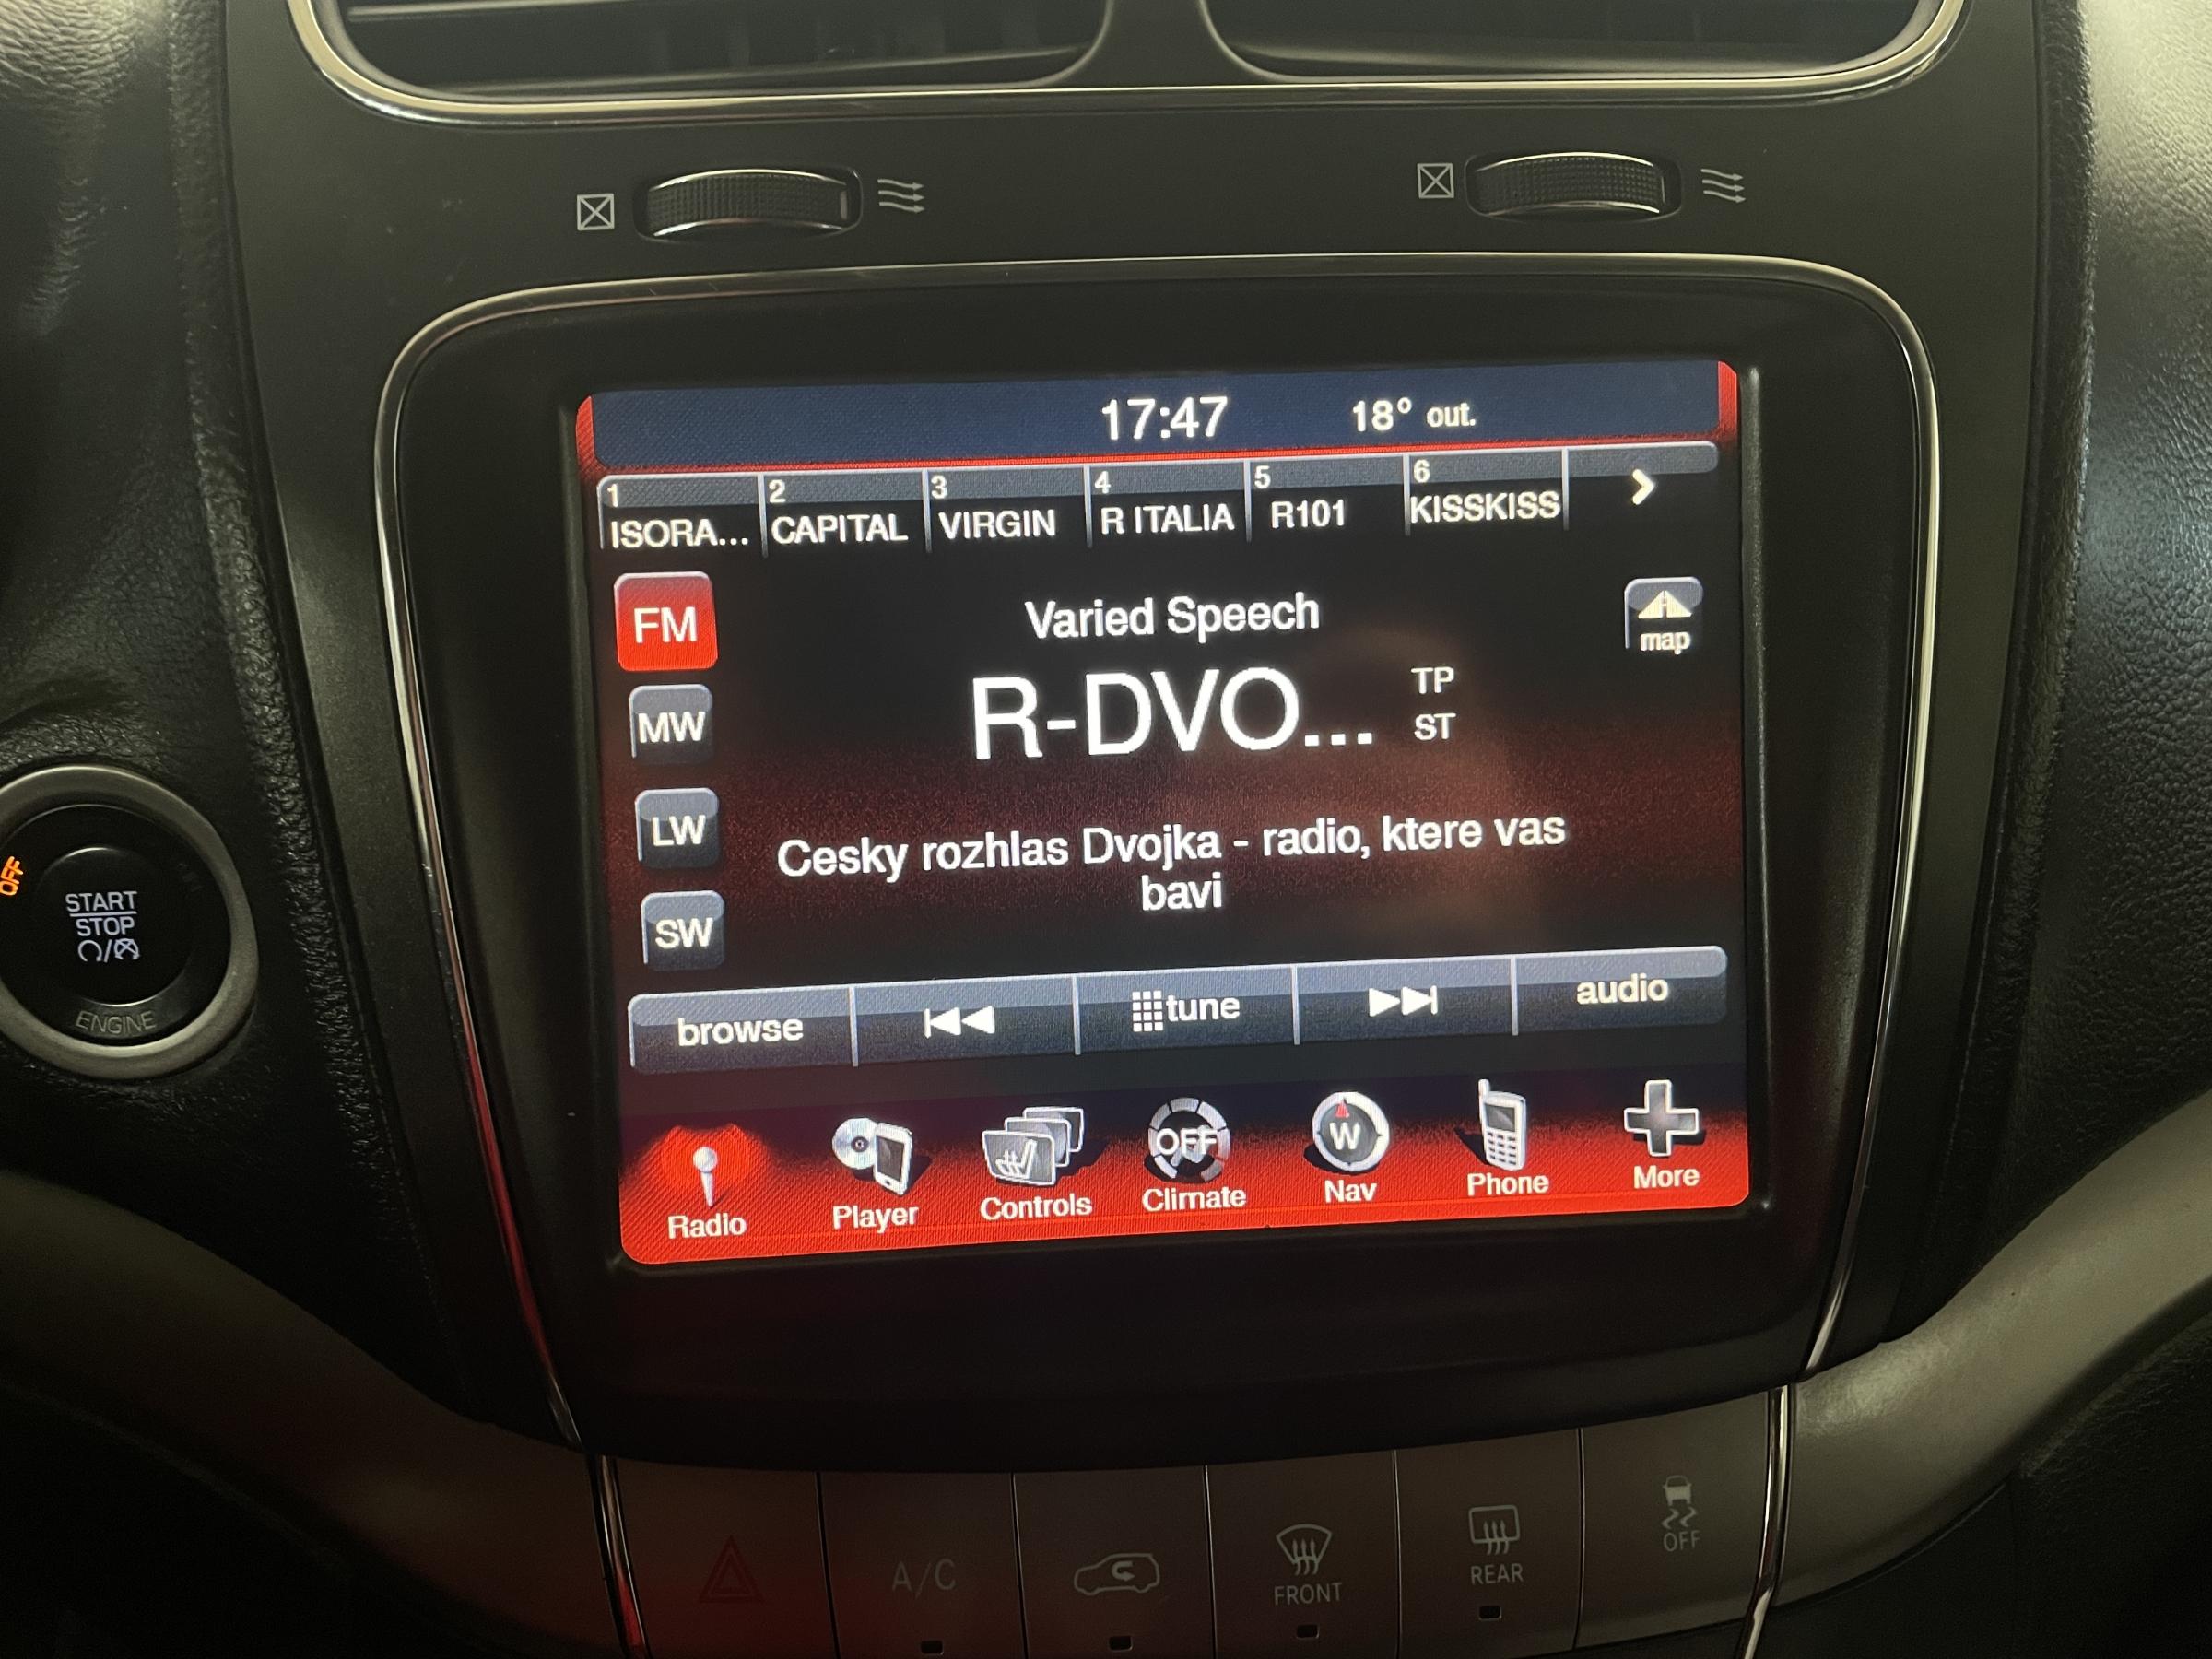 17:47 18° out.
1 2 3 4 5 6
ISORA... CAPITAL VIRGIN R ITALIA R101 KISSKISS
FM
Varied Speech
map
R-DVO...
TP
ST
MW
LW
Cesky rozhlas Dvojka - radio, ktere vas
bavi
SW
browse tune audio
OFF W
Radio Player Controls Climate Nav Phone More
OFF
START
STOP
ENGINE
A/C FRONT REAR OFF